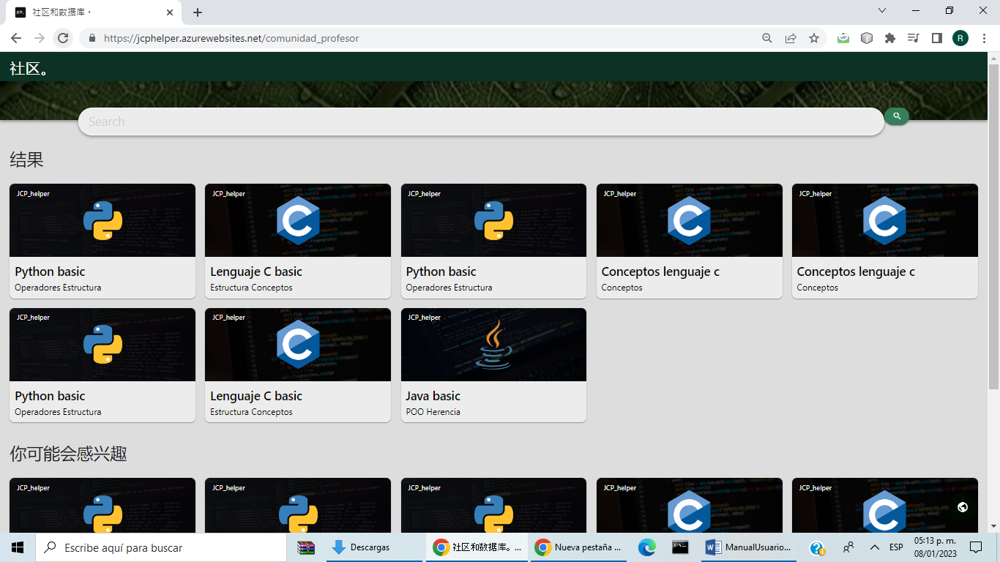 JCP_
社区和数据库。
https://jcphelper.azurewebsites.net/comunidad_profesor
R
社区。
Search
结果
JCP_helper
JCP_helper
JCP_helper
JCP_helper
JCP_helper
Python basic
Lenguaje C basic
Python basic
Conceptos lenguaje c
Conceptos lenguaje c
Operadores Estructura
Estructura Conceptos
Operadores Estructura
Conceptos
Conceptos
JCP_helper
JCP_helper
JCP_helper
Python basic
Lenguaje C basic
Java basic
Operadores Estructura
Estructura Conceptos
POO Herencia
你可能会感兴趣
JCP_helper
JCP_helper
JCP_helper
JCP_helper
JCP_helper
Escribe aquí para buscar
Descargas
社区和数据库。...
Nueva pestaña ...
ManualUsuario...
ESP
05:13 p. m.
08/01/2023